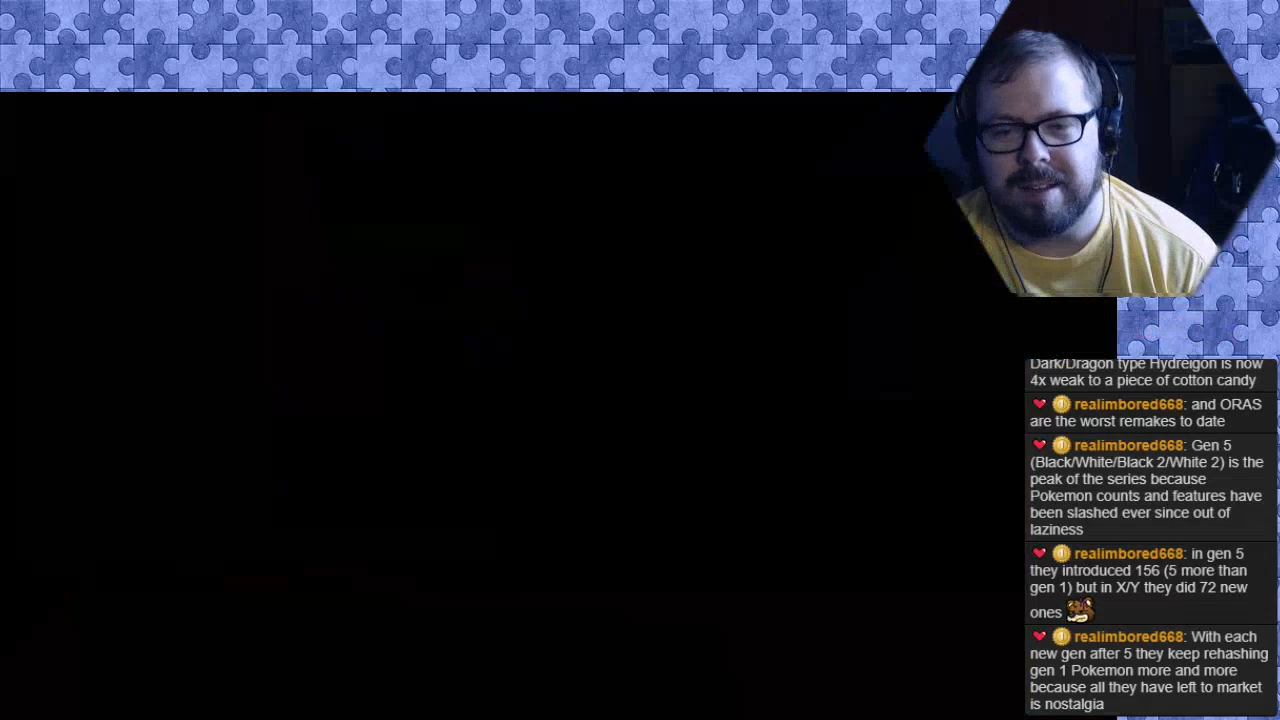 Dark/Dragon type Hydreigon is now
4x weak to a piece of cotton candy
realimbored668: and ORAS
are the worst remakes to date
realimbored668: Gen 5
(Black/White/Black 2/White 2) is the
peak of the series because
Pokemon counts and features have
been slashed ever since out of
laziness
realimbored668: in gen 5
they introduced 156 (5 more than
gen 1) but in X/Y they did 72 new
ones
realimbored668: With each
new gen after 5 they keep rehashing
gen 1 Pokemon more and more
because all they have left to market
is nostalgia